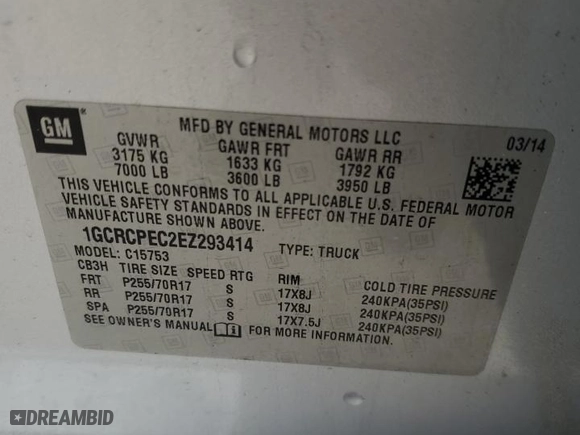 GM
MFD BY GENERAL MOTORS LLC
03/14
GVWR GAWR FRT GAWR RR
3175 KG 1633 KG 1792 KG
7000 LB 3600 LB 3950 LB
THIS VEHICLE CONFORMS TO ALL APPLICABLE U.S. FEDERAL MOTOR
VEHICLE SAFETY STANDARDS IN EFFECT ON THE DATE OF
MANUFACTURE SHOWN ABOVE.
1GCRCPEC2EZ293414 TYPE: TRUCK
MODEL: C15753
CB3H TIRE SIZE SPEED RTG RIM COLD TIRE PRESSURE
FRT P255/70R17 S 17X8J 240KPA(35PSI)
RR P255/70R17 S 17X8J 240KPA(35PSI)
SPA P255/70R17 S 17X7.5J 240KPA(35PSI)
SEE OWNER'S MANUAL FOR MORE INFORMATION.
DREAMBID